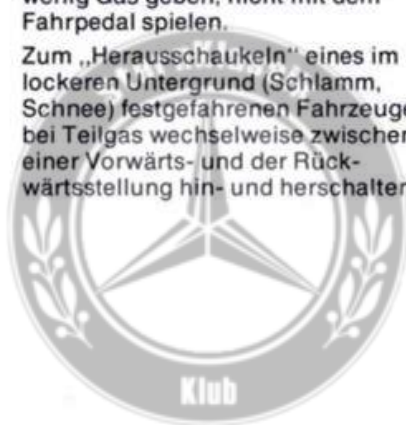 wenig Gas geben, nicht mit dem
Fahrpedal spielen.
Zum „Herausschaukeln“ eines im
lockeren Untergrund (Schlamm,
Schnee) festgefahrenen Fahrzeuge
bei Teilgas wechselweise zwischen
einer Vorwärts- und der Rück-
wärtsstellung hin- und herschalten
Klub